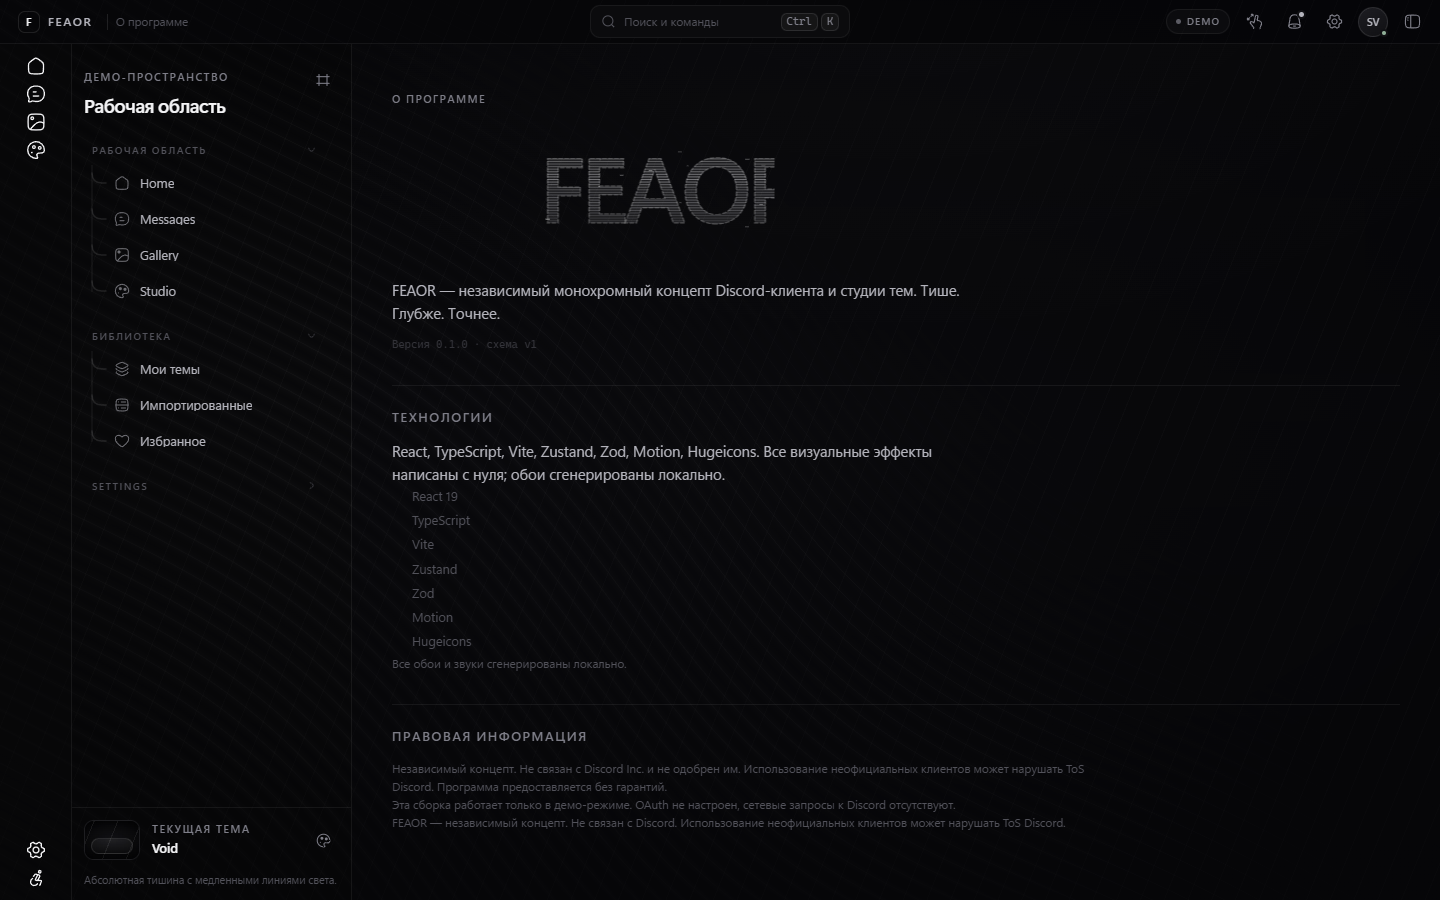 F FEAOR О программе
Поиск и команды Ctrl K
DEMO
SV
ДЕМО-ПРОСТРАНСТВО
Рабочая область
РАБОЧАЯ ОБЛАСТЬ
Home
Messages
Gallery
Studio
БИБЛИОТЕКА
Мои темы
Импортированные
Избранное
SETTINGS
ТЕКУЩАЯ ТЕМА
Void
Абсолютная тишина с медленными линиями света.
О ПРОГРАММЕ
FEAOR
FEAOR — независимый монохромный концепт Discord-клиента и студии тем. Тише.
Глубже. Точнее.
Версия 0.1.0 · схема v1
ТЕХНОЛОГИИ
React, TypeScript, Vite, Zustand, Zod, Motion, Hugeicons. Все визуальные эффекты
написаны с нуля; обои сгенерированы локально.
React 19
TypeScript
Vite
Zustand
Zod
Motion
Hugeicons
Все обои и звуки сгенерированы локально.
ПРАВОВАЯ ИНФОРМАЦИЯ
Независимый концепт. Не связан с Discord Inc. и не одобрен им. Использование неофициальных клиентов может нарушать ToS
Discord. Программа предоставляется без гарантий.
Эта сборка работает только в демо-режиме. OAuth не настроен, сетевые запросы к Discord отсутствуют.
FEAOR — независимый концепт. Не связан с Discord. Использование неофициальных клиентов может нарушать ToS Discord.